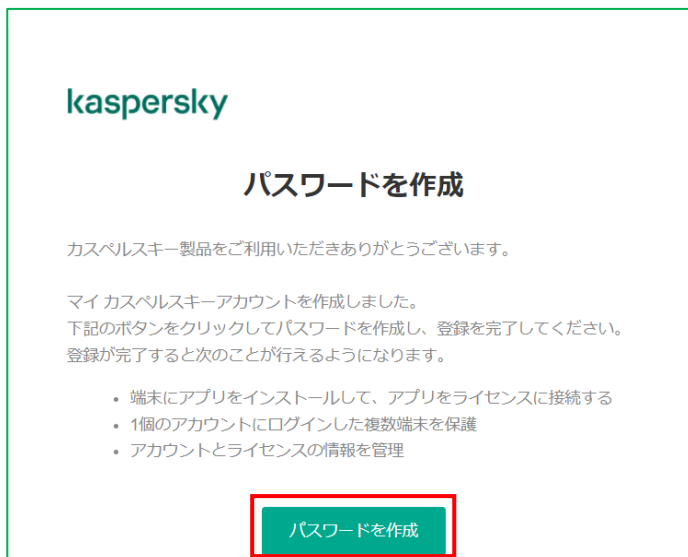 kaspersky
パスワードを作成
カスペルスキー製品をご利用いただきありがとうございます。
マイ カスペルスキーアカウントを作成しました。
下記のボタンをクリックしてパスワードを作成し、登録を完了してください。
登録が完了すると次のことが行えるようになります。
• 端末にアプリをインストールして、アプリをライセンスに接続する
• 1個のアカウントにログインした複数端末を保護
• アカウントとライセンスの情報を管理
パスワードを作成